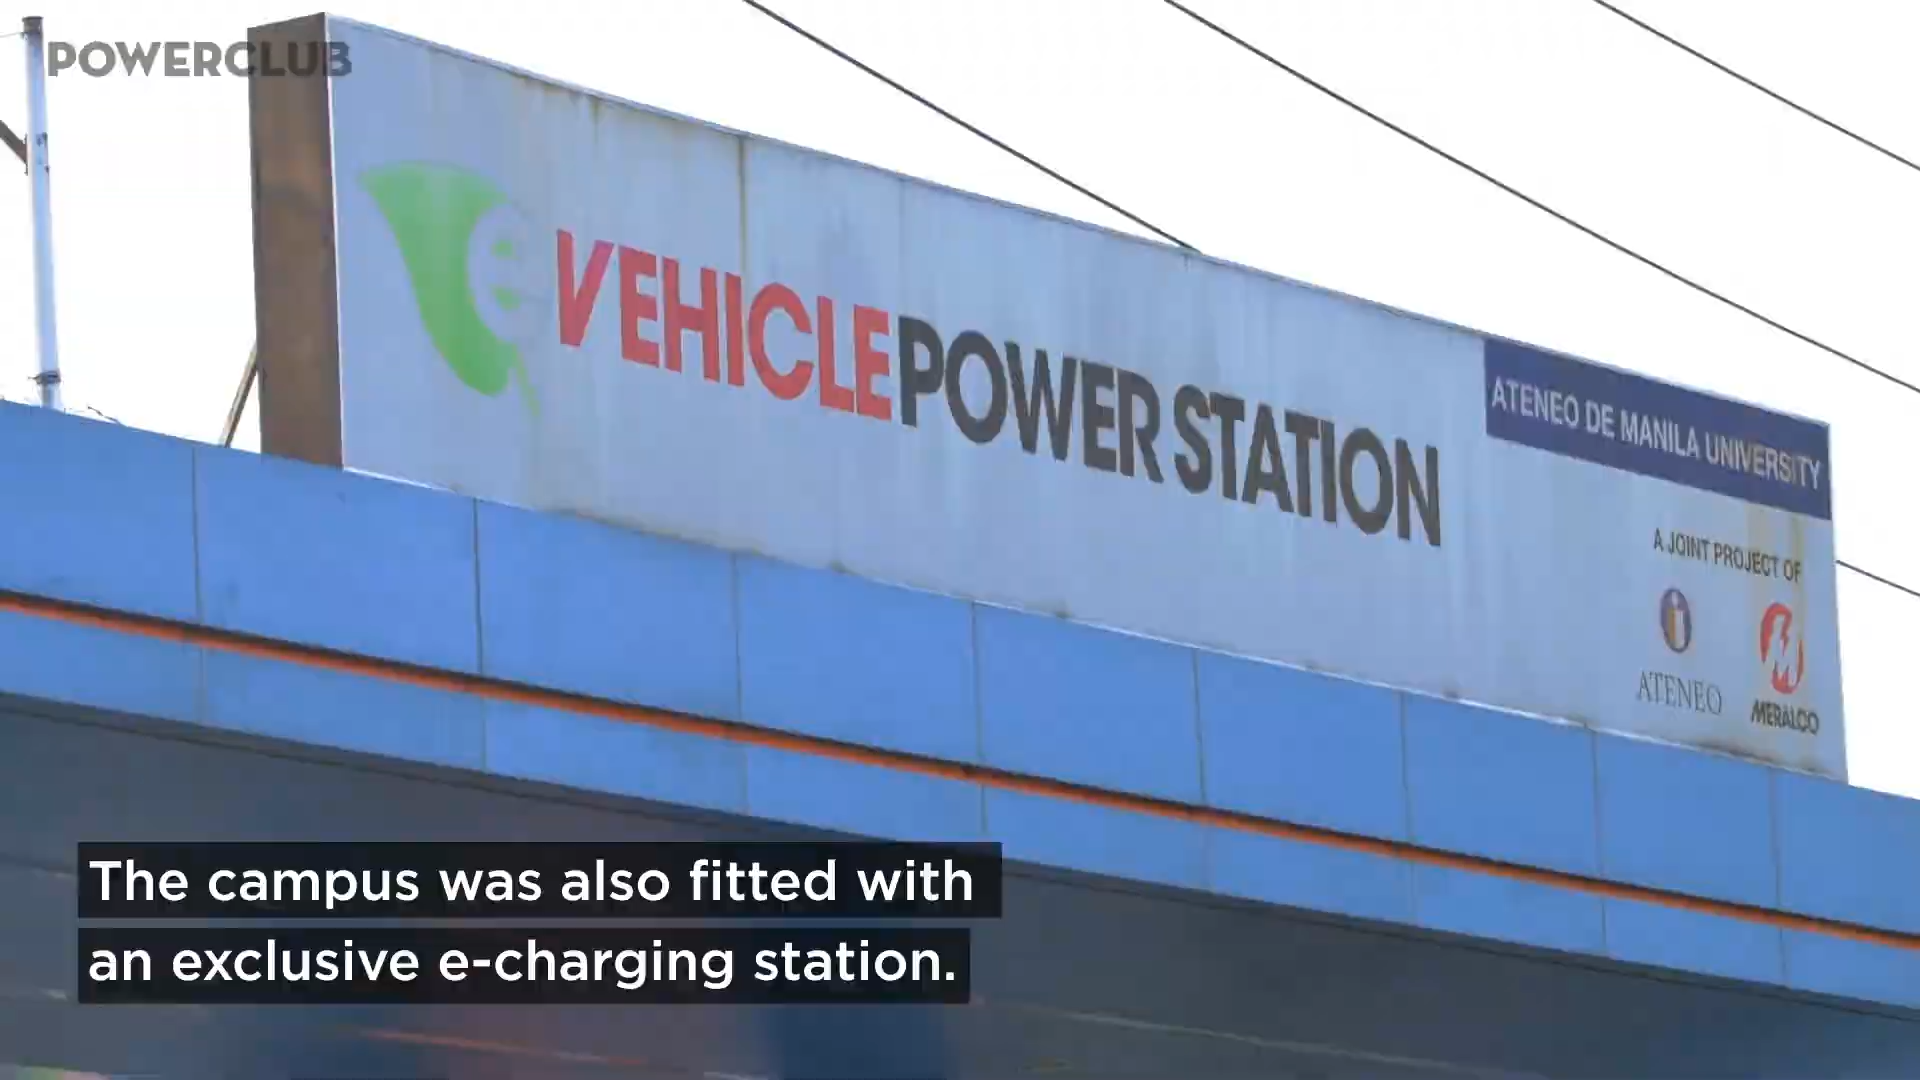 POWERCLUB
e VEHICLE POWER STATION
ATENEO DE MANILA UNIVERSITY
A JOINT PROJECT OF
ATENEO
MERALCO
The campus was also fitted with
an exclusive e-charging station.